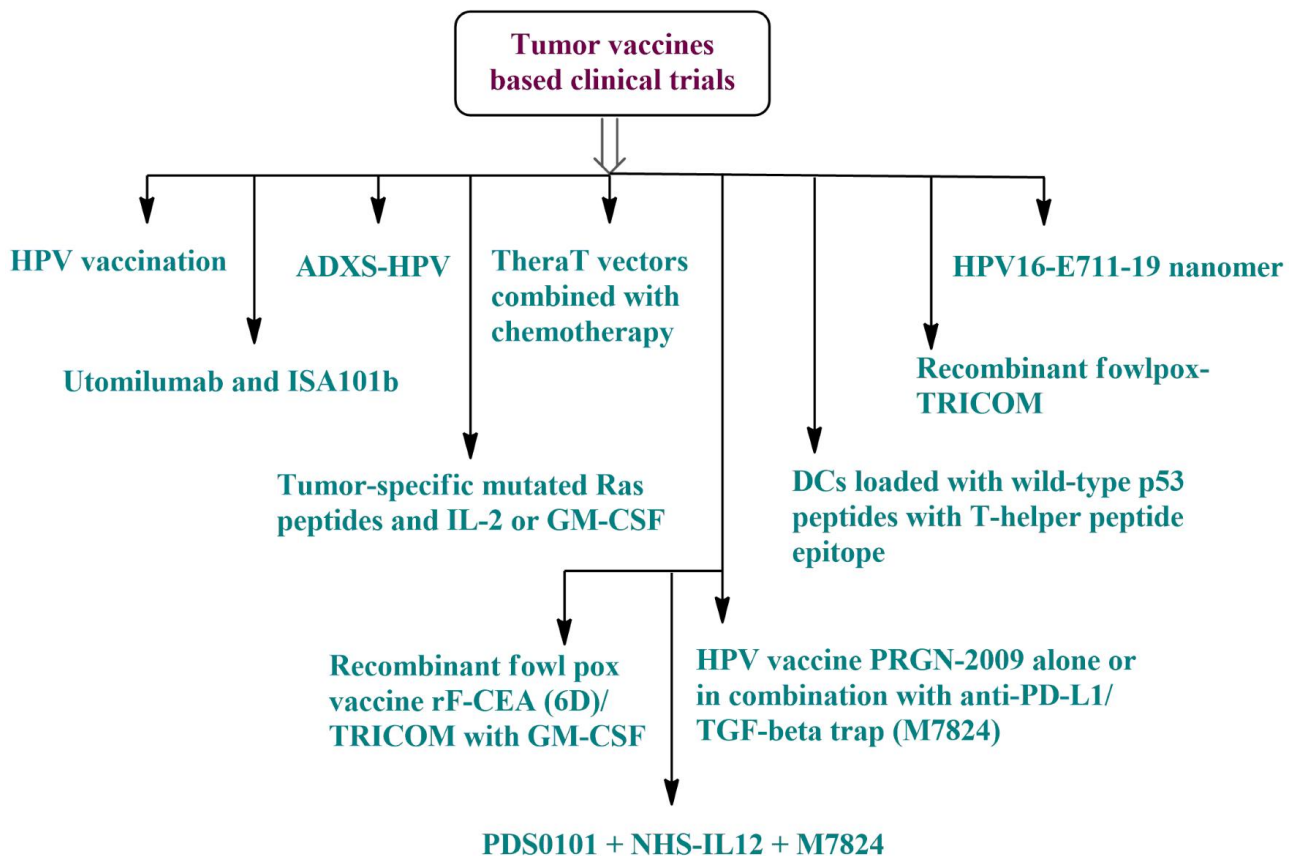 Tumor vaccines
based clinical trials
HPV vaccination
ADXS-HPV
TheraT vectors
combined with
chemotherapy
HPV16-E711-19 nanomer
Utomilumab and ISA101b
Recombinant fowlpox-
TRICOM
Tumor-specific mutated Ras
peptides and IL-2 or GM-CSF
DCs loaded with wild-type p53
peptides with T-helper peptide
epitope
Recombinant fowl pox
vaccine rF-CEA (6D)/
TRICOM with GM-CSF
HPV vaccine PRGN-2009 alone or
in combination with anti-PD-L1/
TGF-beta trap (M7824)
PDS0101 + NHS-IL12 + M7824